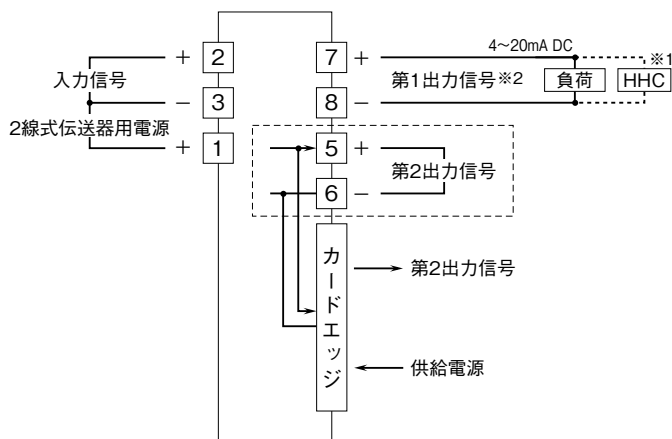 4～20mA DC
※1
+ 2
7 +
入力信号
第1出力信号※2
負荷
HHC
− 3
8 −
2線式伝送器用電源
+ 1
5 +
第2出力信号
6 −
カードエッジ
第2出力信号
供給電源